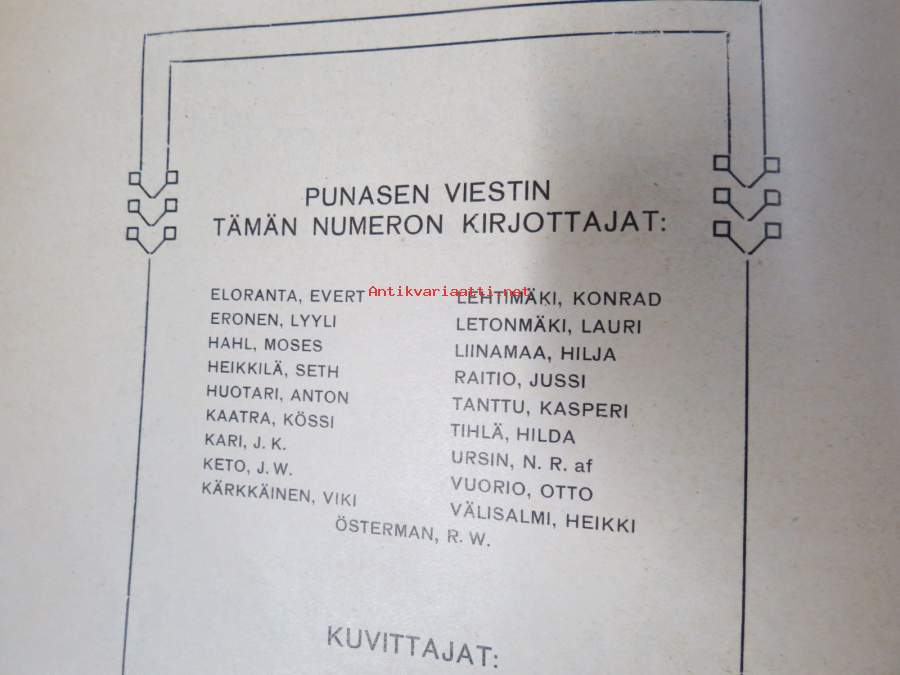 PUNASEN VIESTIN
TÄMÄN NUMERON KIRJOTTAJAT:
ELORANTA, EVERT
ERONEN, LYYLI
HAHL, MOSES
HEIKKILÄ, SETH
HUOTARI, ANTON
KAATRA, KÖSSI
KARI, J. K.
KETO, J. W.
KÄRKKÄINEN, VIKI
Antikvariaatti.net
LEHTIMÄKI, KONRAD
LETONMÄKI, LAURI
LIINAMAA, HILJA
RAITIO, JUSSI
TANTTU, KASPERI
TIHLÄ, HILDA
URSIN, N. R. af
VUORIO, OTTO
VÄLISALMI, HEIKKI
ÖSTERMAN, R. W.
KUVITTAJAT: